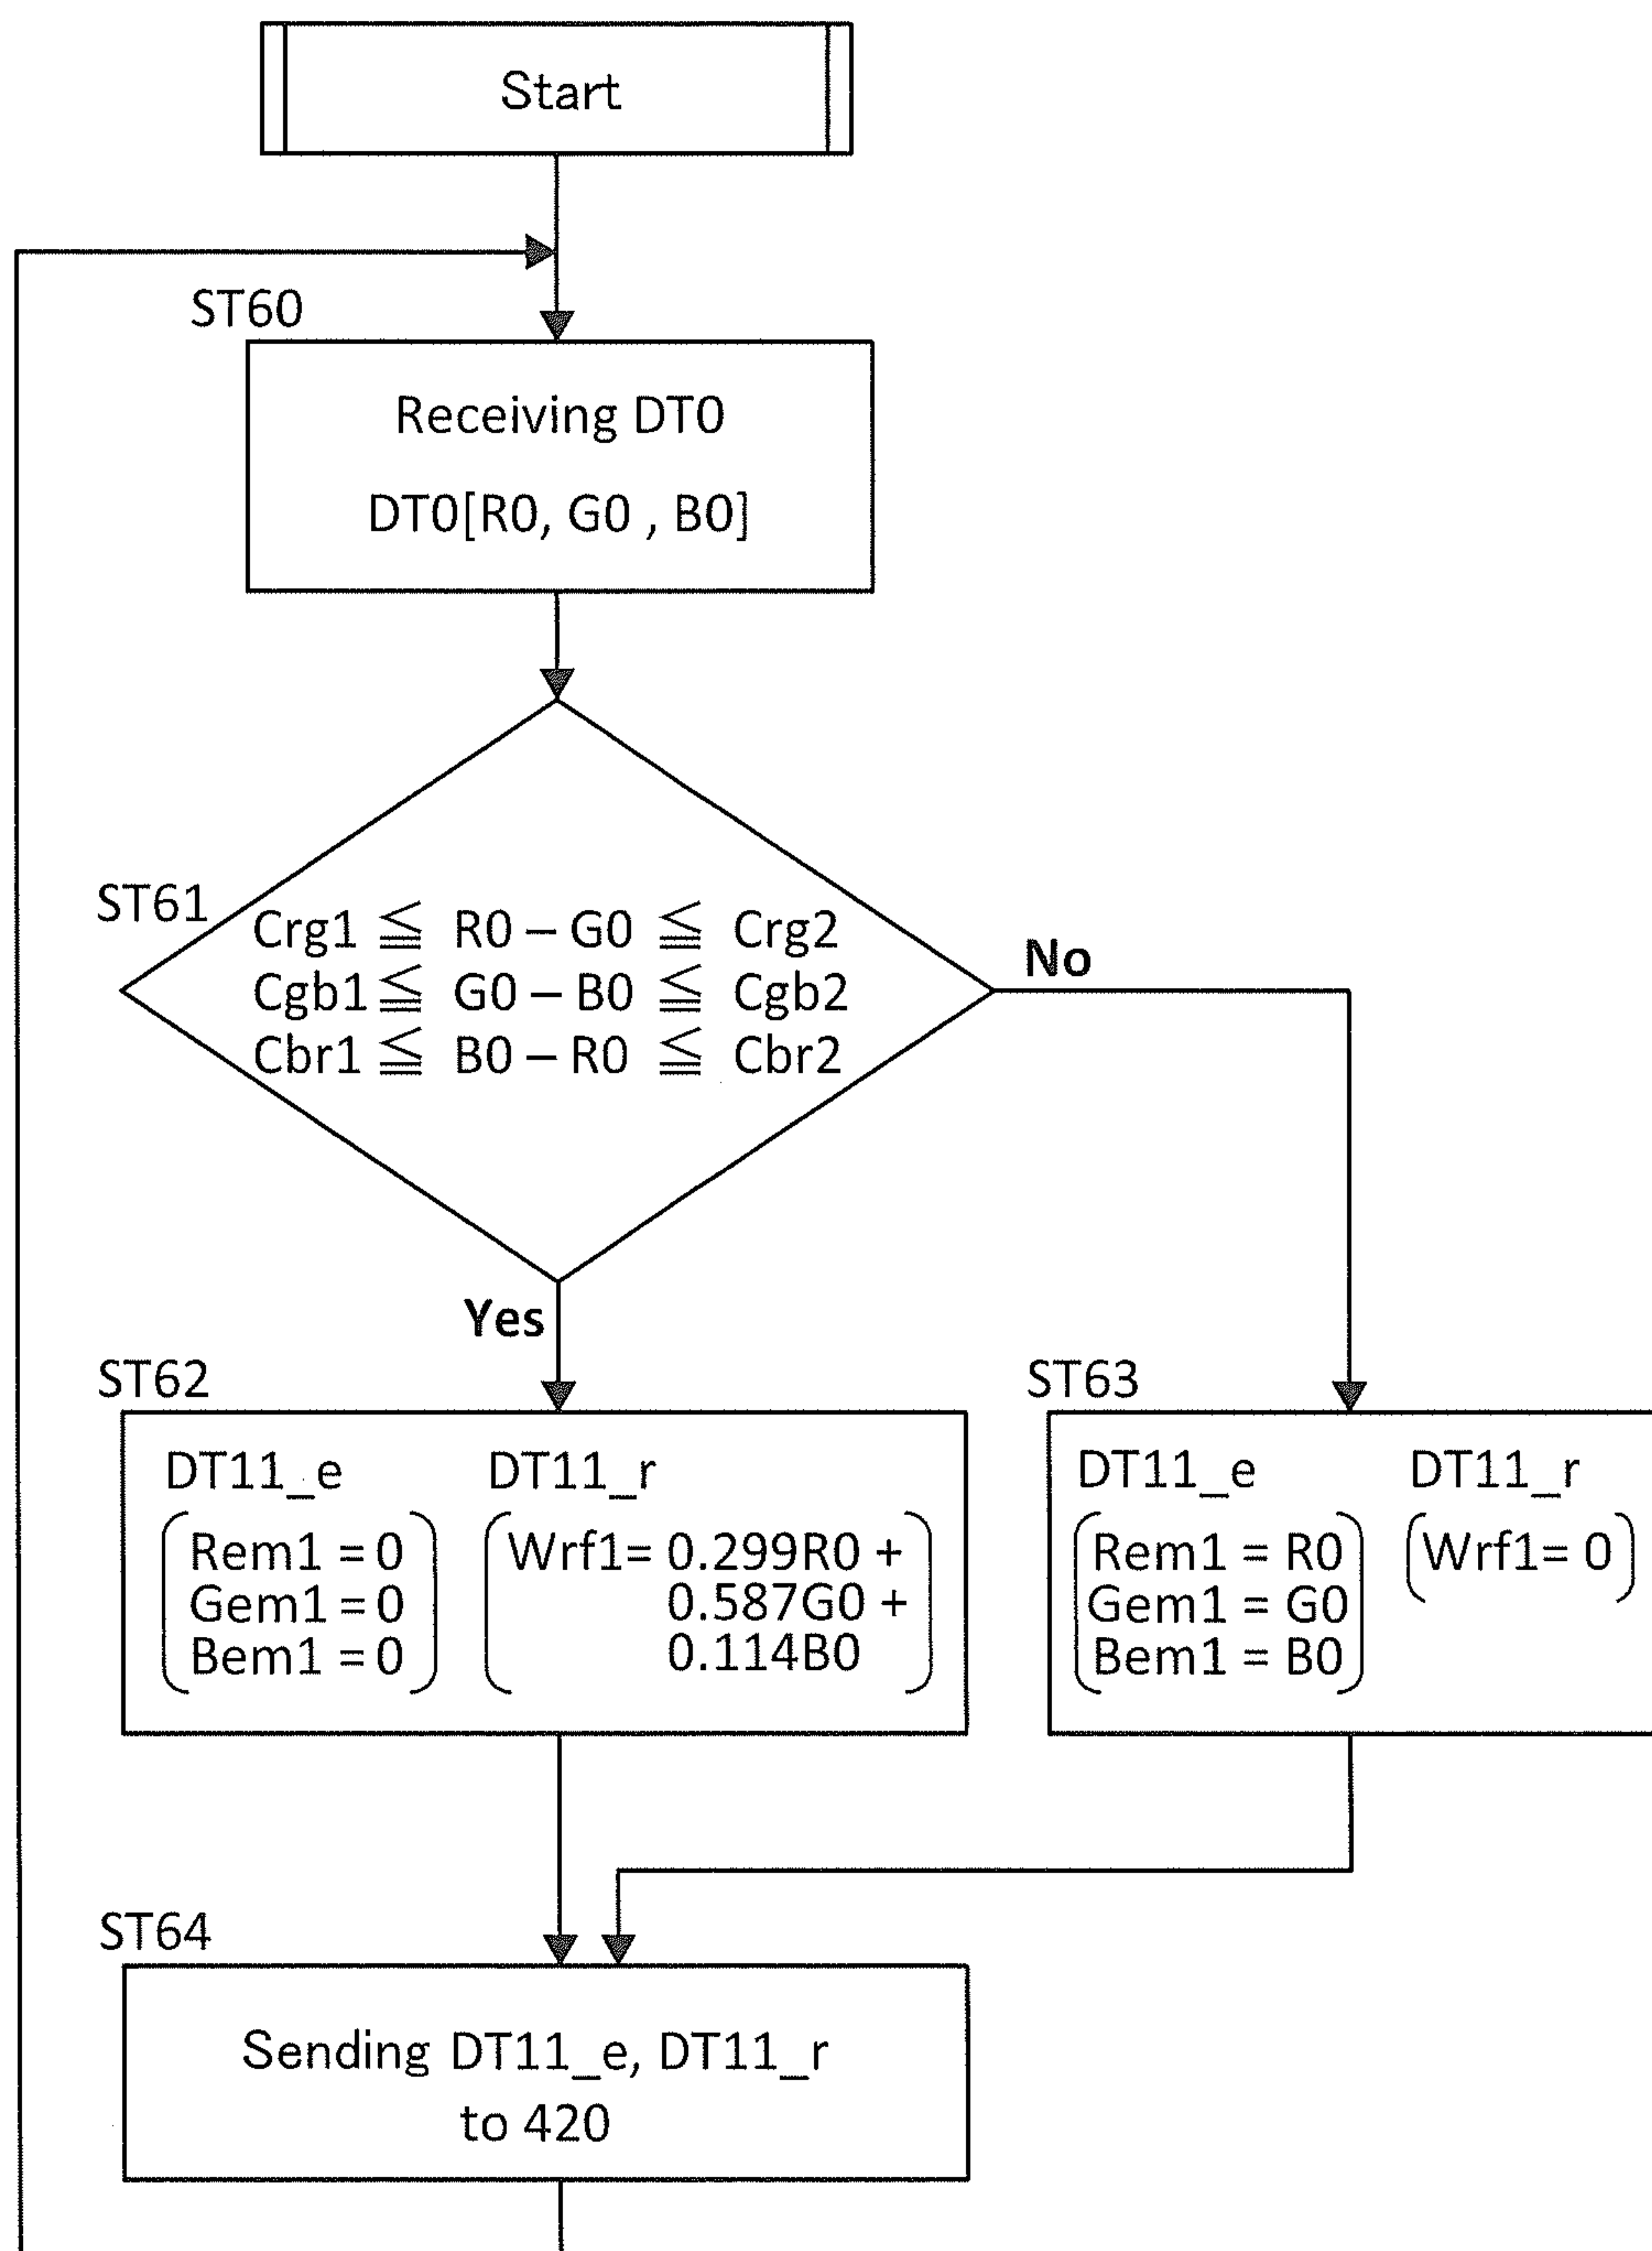 Start
ST60
Receiving DT0
DT0[R0, G0 , B0]
ST61
Crg1 ≦ R0 – G0 ≦ Crg2
Cgb1 ≦ G0 – B0 ≦ Cgb2
Cbr1 ≦ B0 – R0 ≦ Cbr2
No
Yes
ST62
DT11_e DT11_r
Rem1 = 0
Gem1 = 0
Bem1 = 0
Wrf1= 0.299R0 +
0.587G0 +
0.114B0
ST63
DT11_e DT11_r
Rem1 = R0
Gem1 = G0
Bem1 = B0
Wrf1= 0
ST64
Sending DT11_e, DT11_r
to 420